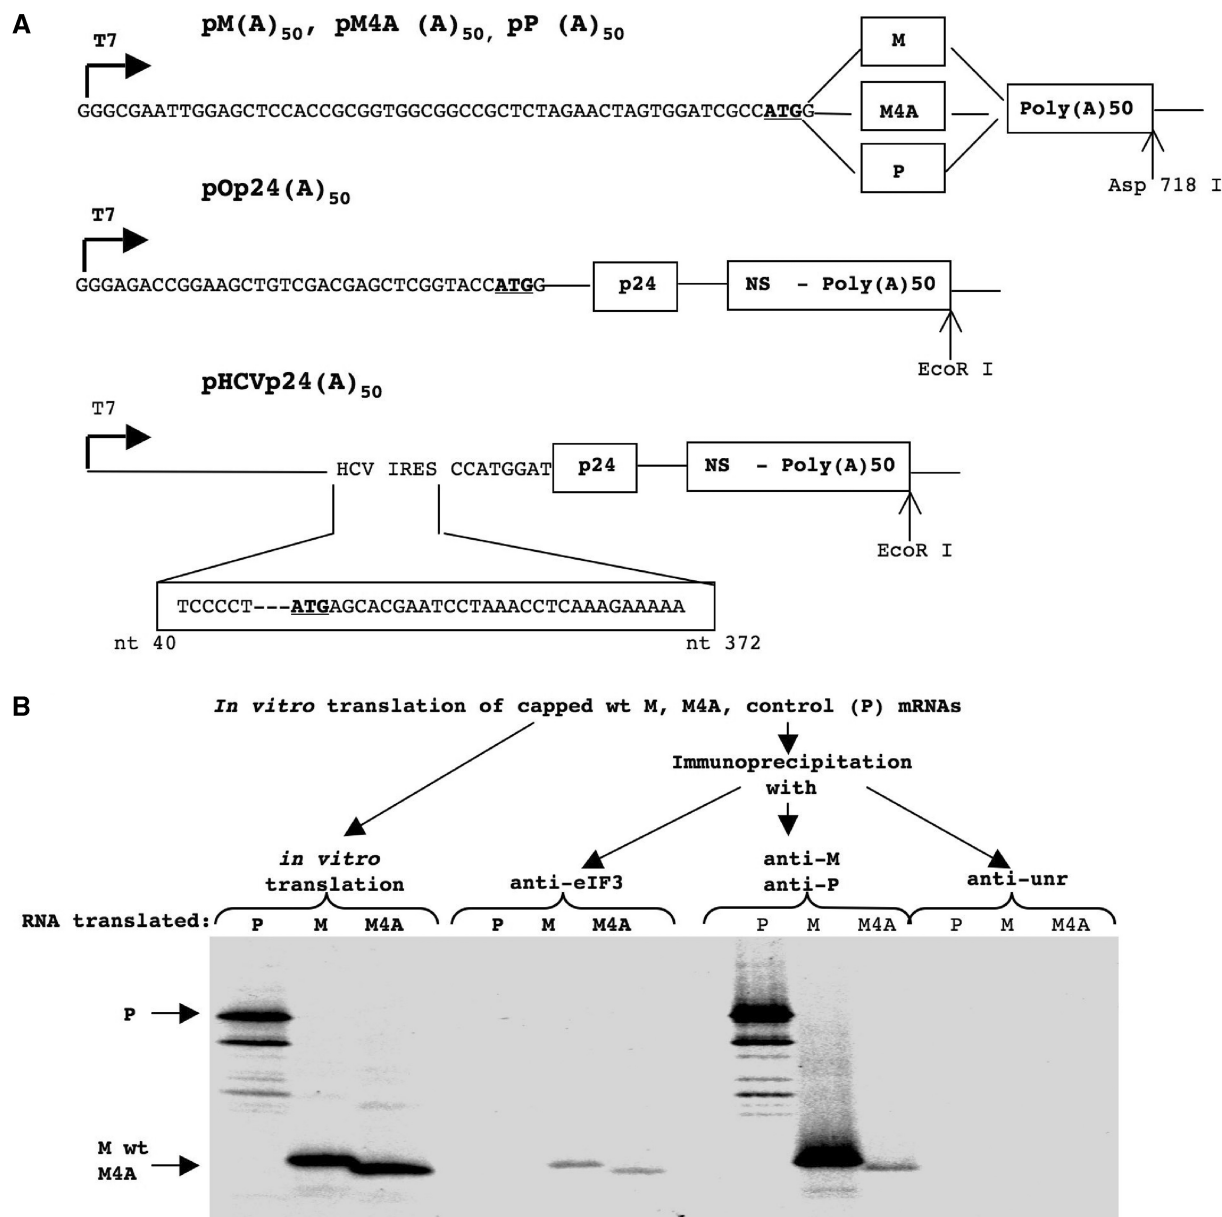 A
pM(A)50, pM4A (A)50, pP (A)50
T7
GGGCGAATTGGAGCTCCACCGCGGTGGCGGCCGCTCTAGAACTAGTGGATCGCCATGG
M
M4A
P
Poly(A)50
Asp 718 I
pOp24(A)50
T7
GGGAGACCGGAAGCTGTCGACGAGCTCGGTACCATGG
p24
NS - Poly(A)50
EcoR I
pHCVp24(A)50
T7
HCV IRES CCATGGAT
p24
NS - Poly(A)50
EcoR I
TCCCCT---ATGAGCACGAATCCTAAACCTCAAAGAAAAA
nt 40
nt 372
B
In vitro translation of capped wt M, M4A, control (P) mRNAs
Immunoprecipitation
with
in vitro
translation
anti-eIF3
anti-M
anti-P
anti-unr
RNA translated:
P M M4A
P M M4A
P M M4A
P M M4A
P
M wt
M4A